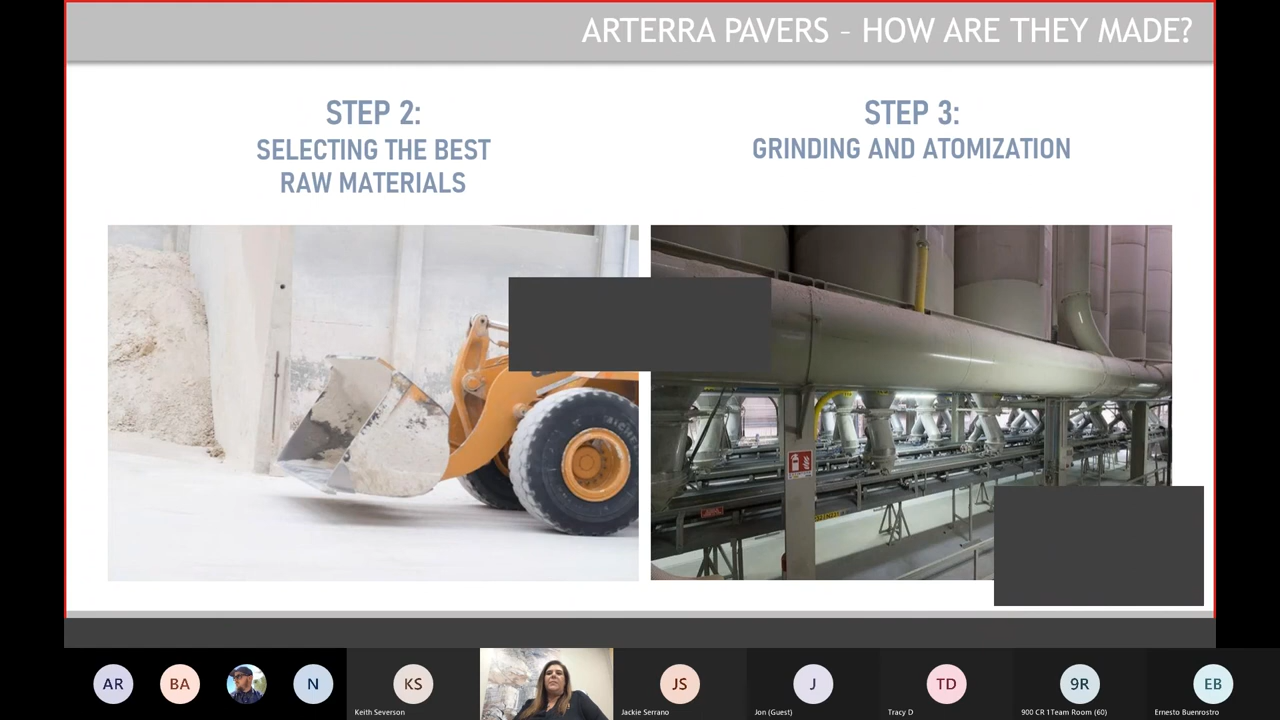 ARTERRA PAVERS – HOW ARE THEY MADE?
STEP 2:
SELECTING THE BEST
RAW MATERIALS
STEP 3:
GRINDING AND ATOMIZATION
AR
BA
N
KS
JS
J
TD
9R
EB
Keith Severson
Jackie Serrano
Jon (Guest)
Tracy D
900 CR 1Team Room (60)
Ernesto Buenrostro